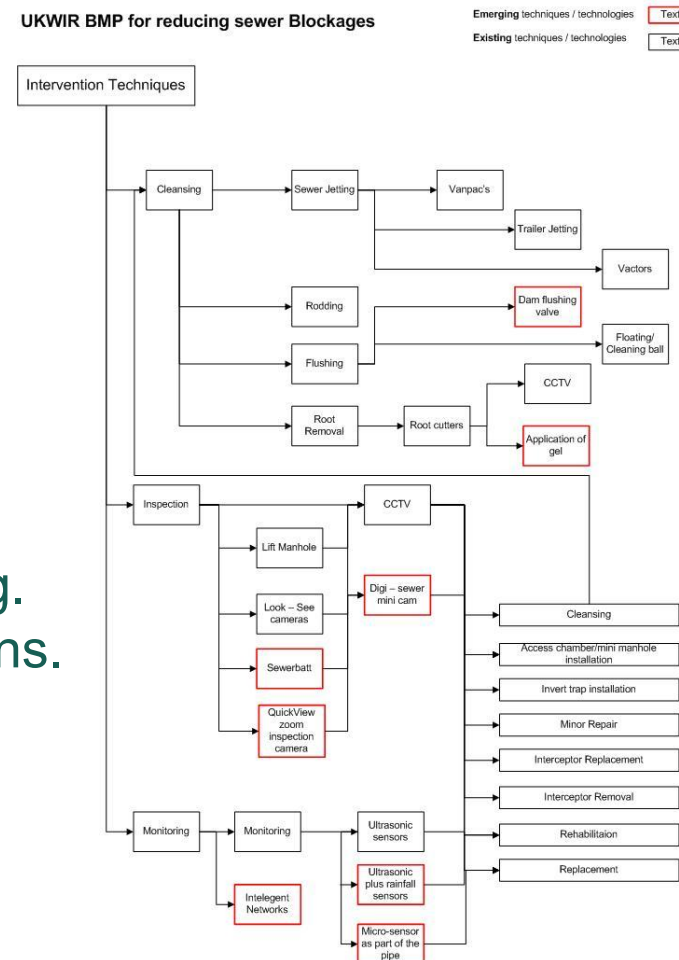 UKWIR BMP for reducing sewer Blockages
Emerging techniques / technologies
Text
Existing techniques / technologies
Text
Intervention Techniques
Cleansing
Sewer Jetting
Vanpac's
Trailer Jetting
Vactors
Rodding
Dam flushing
valve
Flushing
Floating/
Cleaning ball
CCTV
Root
Removal
Root cutters
Application of
gel
Inspection
CCTV
Lift Manhole
Digi – sewer
mini cam
Look – See
cameras
Sewerbatt
QuickView
zoom
inspection
camera
Cleansing
Access chamber/mini manhole
installation
Invert trap installation
Minor Repair
Interceptor Replacement
Interceptor Removal
Rehabilitaion
Replacement
Monitoring
Monitoring
Ultrasonic
sensors
Intelegent
Networks
Ultrasonic
plus rainfall
sensors
Micro-sensor
as part of the
pipe